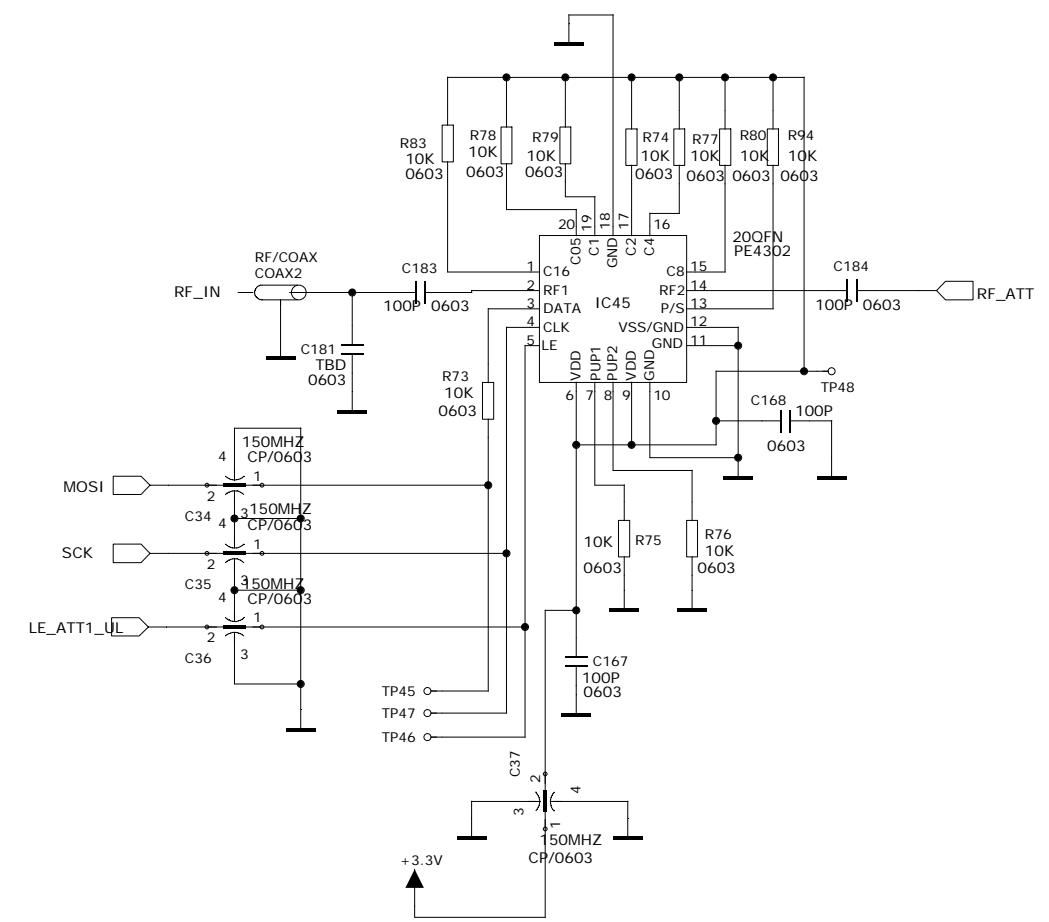 R83
10K
0603
R78
10K
0603
R79
10K
0603
R74
10K
0603
R77
10K
0603
R80
10K
0603
R94
10K
0603
20
19
18
17
16
C05
C1
GND
C2
C4
20QFN
PE4302
RF/COAX
COAX2
RF_IN
C183
100P
0603
1
2
3
4
5
C16
RF1
DATA
CLK
LE
IC45
C8
RF2
P/S
VSS/GND
GND
15
14
13
12
11
C184
100P
0603
RF_ATT
C181
TBD
0603
VDD
PUP1
PUP2
VDD
GND
6
7
8
9
10
R73
10K
0603
TP48
C168
100P
0603
150MHZ
CP/0603
4
1
MOSI
2
3
C34
150MHZ
CP/0603
4
1
SCK
2
3
C35
150MHZ
CP/0603
4
1
LE_ATT1_UL
2
3
C36
10K
R75
0603
R76
10K
0603
C167
100P
0603
TP45
TP47
TP46
C37
2
4
3
1
150MHZ
CP/0603
+3.3V